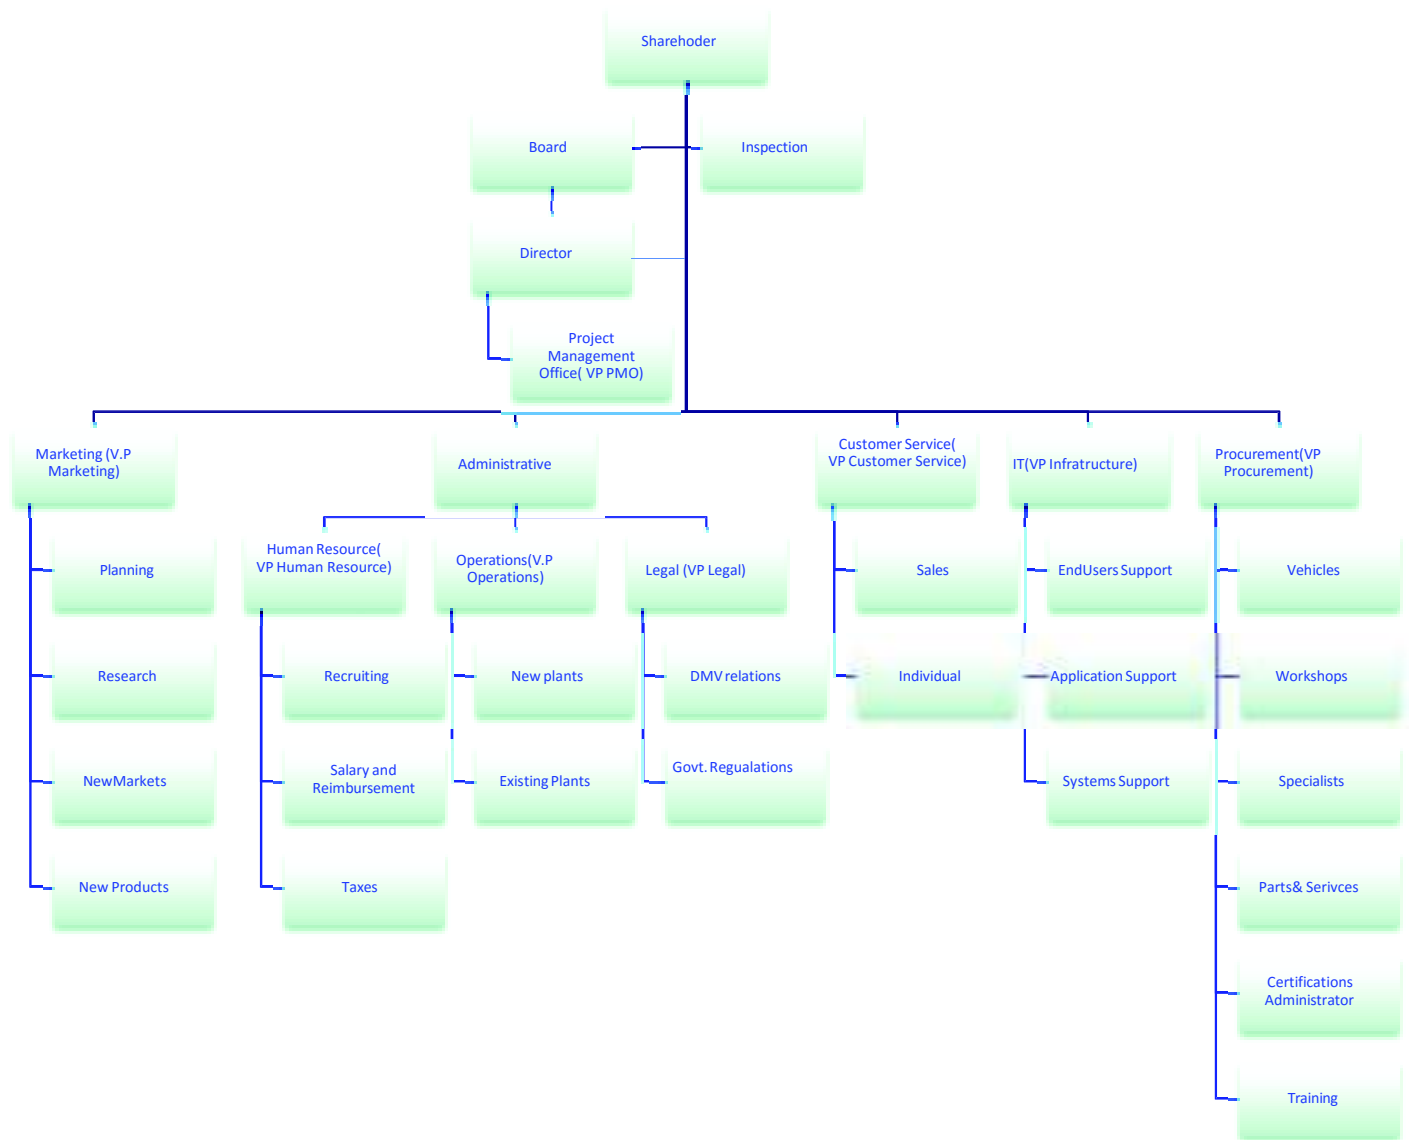 Sharehoder
Board
Inspection
Director
Project
Management
Office( VP PMO)
Marketing (V.P
Marketing)
Administrative
Customer Service(
VP Customer Service)
IT(VP Infratructure)
Procurement(VP
Procurement)
Human Resource(
VP Human Resource)
Operations(V.P
Operations)
Legal (VP Legal)
Planning
Sales
EndUsers Support
Vehicles
Research
Recruiting
New plants
DMV relations
Individual
Application Support
Workshops
NewMarkets
Salary and
Reimbursement
Existing Plants
Govt. Regualations
Systems Support
Specialists
New Products
Taxes
Parts& Serivces
Certifications
Administrator
Training